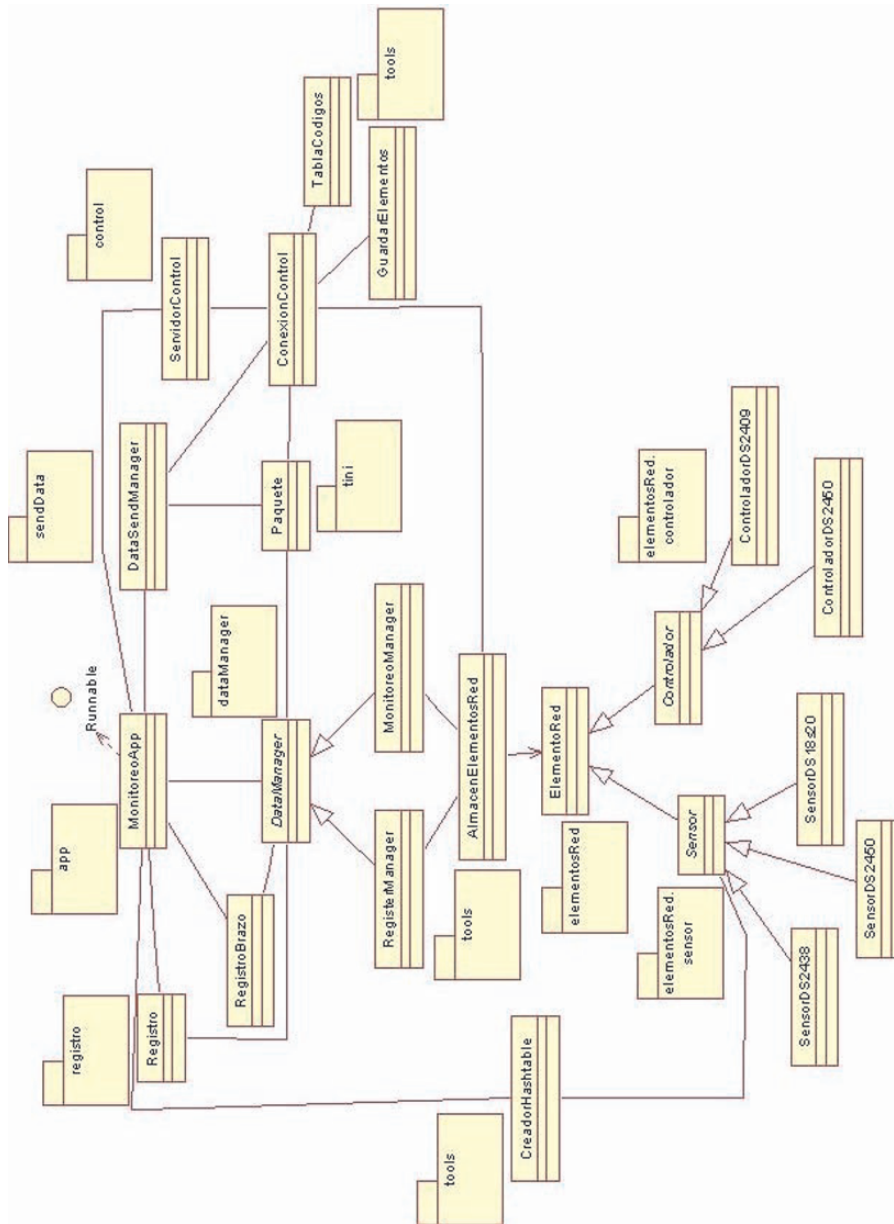 sendData
app
registro
Runnable
control
MonitoreoApp
DataSendManager
Registro
ServidorControl
dataManager
RegistroBrazo
DataManager
Paquete
ConexionControl
TablaCodigos
tini
RegisterManager
MonitoreoManager
GuardarElementos
tools
tools
tools
AlmacenElementosRed
CreadorHashtable
ElementoRed
elementosRed
elementosRed.
controlador
elementosRed.
sensor
Controlador
Sensor
ControladorDS2409
SensorDS2438
SensorDS18s20
ControladorDS2450
SensorDS2450